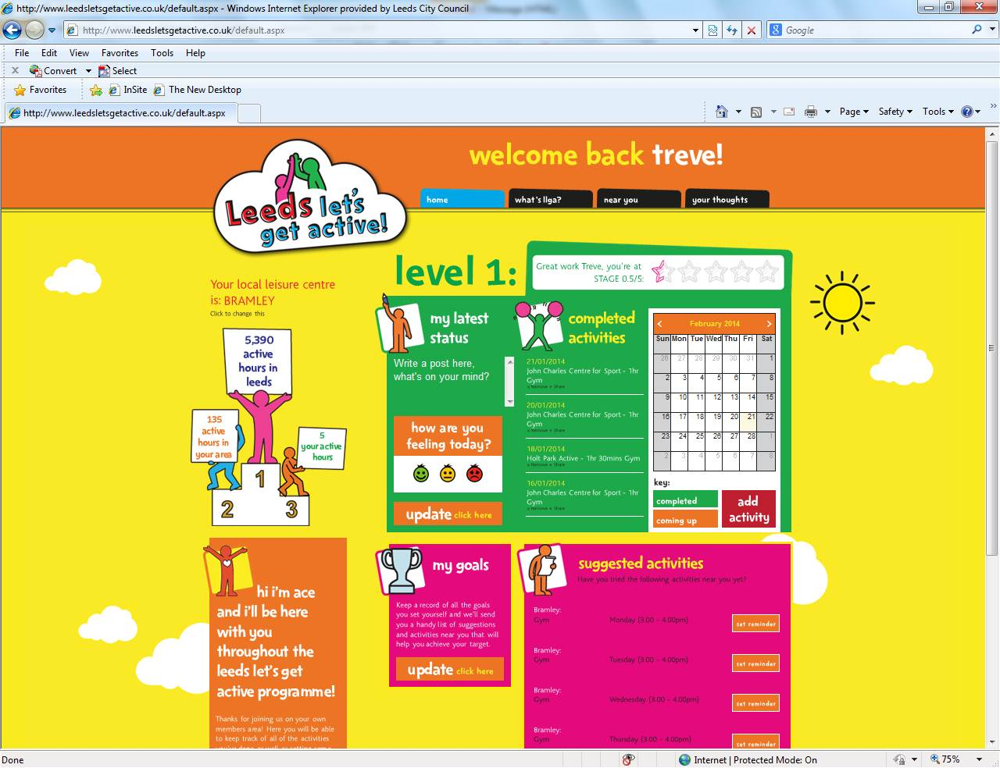 http://www.leedsletsgetactive.co.uk/default.aspx - Windows Internet Explorer provided by Leeds City Council
http://www.leedsletsgetactive.co.uk/default.aspx
Google
File Edit View Favorites Tools Help
x Convert Select
Favorites InSite The New Desktop
http://www.leedsletsgetactive.co.uk/default.aspx
Page Safety Tools
welcome back treve!
home what's llga? near you your thoughts
Leeds let's
get active!
Your local leisure centre
is: BRAMLEY
Click to change this
5,390
active
hours in
leeds
135
active
hours in
your area
5
your active
hours
1
2 3
level 1:
Great work Treve, you're at
STAGE 0.5/5:
my latest
status
Write a post here,
what's on your mind?
how are you
feeling today?
update click here
completed
activities
21/01/2014
John Charles Centre for Sport - 1hr
Gym
x Remove + Share
20/01/2014
John Charles Centre for Sport - 1hr
Gym
x Remove + Share
18/01/2014
Holt Park Active - 1hr 30mins Gym
x Remove + Share
16/01/2014
John Charles Centre for Sport - 1hr
Gym
x Remove + Share
< February 2014 >
Sun Mon Tue Wed Thu Fri Sat
26 27 28 29 30 31 1
2 3 4 5 6 7 8
9 10 11 12 13 14 15
16 17 18 19 20 21 22
23 24 25 26 27 28 1
2 3 4 5 6 7 8
key:
completed
coming up
add
activity
hi i'm ace
and i'll be here
with you
throughout the
leeds let's get
active programme!
Thanks for joining us on your own
members area! Here you will be able
to keep track of all of the activities
my goals
Keep a record of all the goals
you set yourself and we'll send
you a handy list of suggestions
and activities near you that will
help you achieve your target.
update click here
suggested activities
Have you tried the following activities near you yet?
Bramley:
Gym Monday (3.00 - 4.00pm) set reminder
Bramley:
Gym Tuesday (3.00 - 4.00pm) set reminder
Bramley:
Gym Wednesday (3.00 - 4.00pm) set reminder
Bramley:
Gym Thursday (3.00 - 4.00pm) set reminder
Done Internet | Protected Mode: On 75%